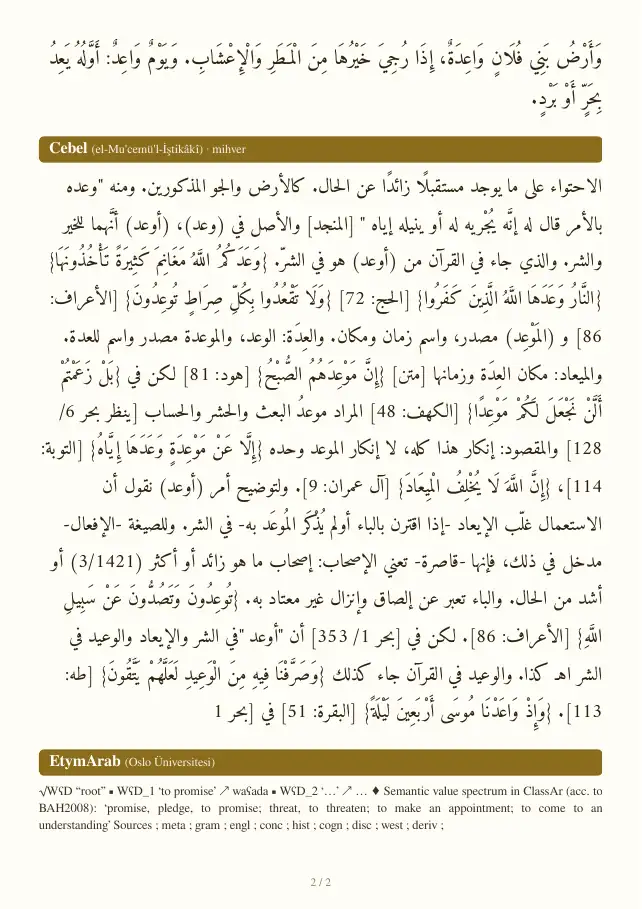 وَأَرْضُ بَنِي فُلَانٍ وَاعِدَةٌ، إِذَا رُجِيَ خَيْرُهَا مِنَ الْمَطَرِ وَالْإِعْشَابِ. وَيَوْمٌ وَاعِدٌ: أَوَّلُهُ يَعِدُ
بِحَرٍّ أَوْ بَرْدٍ.
Cebel (el-Mu'cemü'l-İştikâkî) · mihver
الاحتواء على ما يوجد مستقبلًا زائدًا عن الحال. كالأرض والجو المذكورين. ومنه "وعده
بالأمر قال له إنَّه يُجْريه له أو ينيله إياه " [المنجد] والأصل في (وعد)، (أوعد) أنَّهما للخير
والشر. والذي جاء في القرآن من (أوعد) هو في الشرّ. {وَعَدَكُمُ اللَّهُ مَغَانِمَ كَثِيرَةً تَأْخُذُونَهَا}
{النَّارُ وَعَدَهَا اللَّهُ الَّذِينَ كَفَرُوا} [الحج: 72] {وَلَا تَقْعُدُوا بِكُلِّ صِرَاطٍ تُوعِدُونَ} [الأعراف:
86] و (المَوْعِد) مصدر، واسم زمان ومكان. والعِدَة: الوعد، والموعدة مصدر واسم للعدة.
والميعاد: مكان العِدَة وزمانها [متن] {إِنَّ مَوْعِدَهُمُ الصُّبْحُ} [هود: 81] لكن في {بَلْ زَعَمْتُمْ
أَلَّنْ نَجْعَلَ لَكُمْ مَوْعِدًا} [الكهف: 48] المراد موعدُ البعث والحشر والحساب [ينظر بحر 6/
128] والمقصود: إنكار هذا كله، لا إنكار الموعد وحده {إِلَّا عَنْ مَوْعِدَةٍ وَعَدَهَا إِيَّاهُ} [التوبة:
114]، {إِنَّ اللَّهَ لَا يُخْلِفُ الْمِيعَادَ} [آل عمران: 9]. ولتوضيح أمر (أوعد) نقول أن
الاستعمال غلّب الإيعاد -إذا اقترن بالباء أولم يُذْكَر المُوعَد به- في الشر. وللصيغة -الإفعال-
مدخل في ذلك، فإنها -قاصرة- تعني الإصحاب: إصحاب ما هو زائد أو أكثر (3/1421) أو
أشد من الحال. والباء تعبر عن إلصاق وإنزال غير معتاد به. {تُوعِدُونَ وَتَصُدُّونَ عَنْ سَبِيلِ
اللَّهِ} [الأعراف: 86]. لكن في [بحر 1/ 353] أن "أوعد "في الشر والإيعاد والوعيد في
الشر اهـ كذا. والوعيد في القرآن جاء كذلك {وَصَرَّفْنَا فِيهِ مِنَ الْوَعِيدِ لَعَلَّهُمْ يَتَّقُونَ} [طه:
113]. {وَإِذْ وَاعَدْنَا مُوسَى أَرْبَعِينَ لَيْلَةً} [البقرة: 51] في [بحر 1
EtymArab (Oslo Üniversitesi)
√WʕD “root” ▪ WʕD_1 ‘to promise’ ↗ waʕada ▪ WʕD_2 ‘…’ ↗ … ♦ Semantic value spectrum in ClassAr (acc. to
BAH2008): ‘promise, pledge, to promise; threat, to threaten; to make an appointment; to come to an
understanding’ Sources ; meta ; gram ; engl ; conc ; hist ; cogn ; disc ; west ; deriv ;
2 / 2